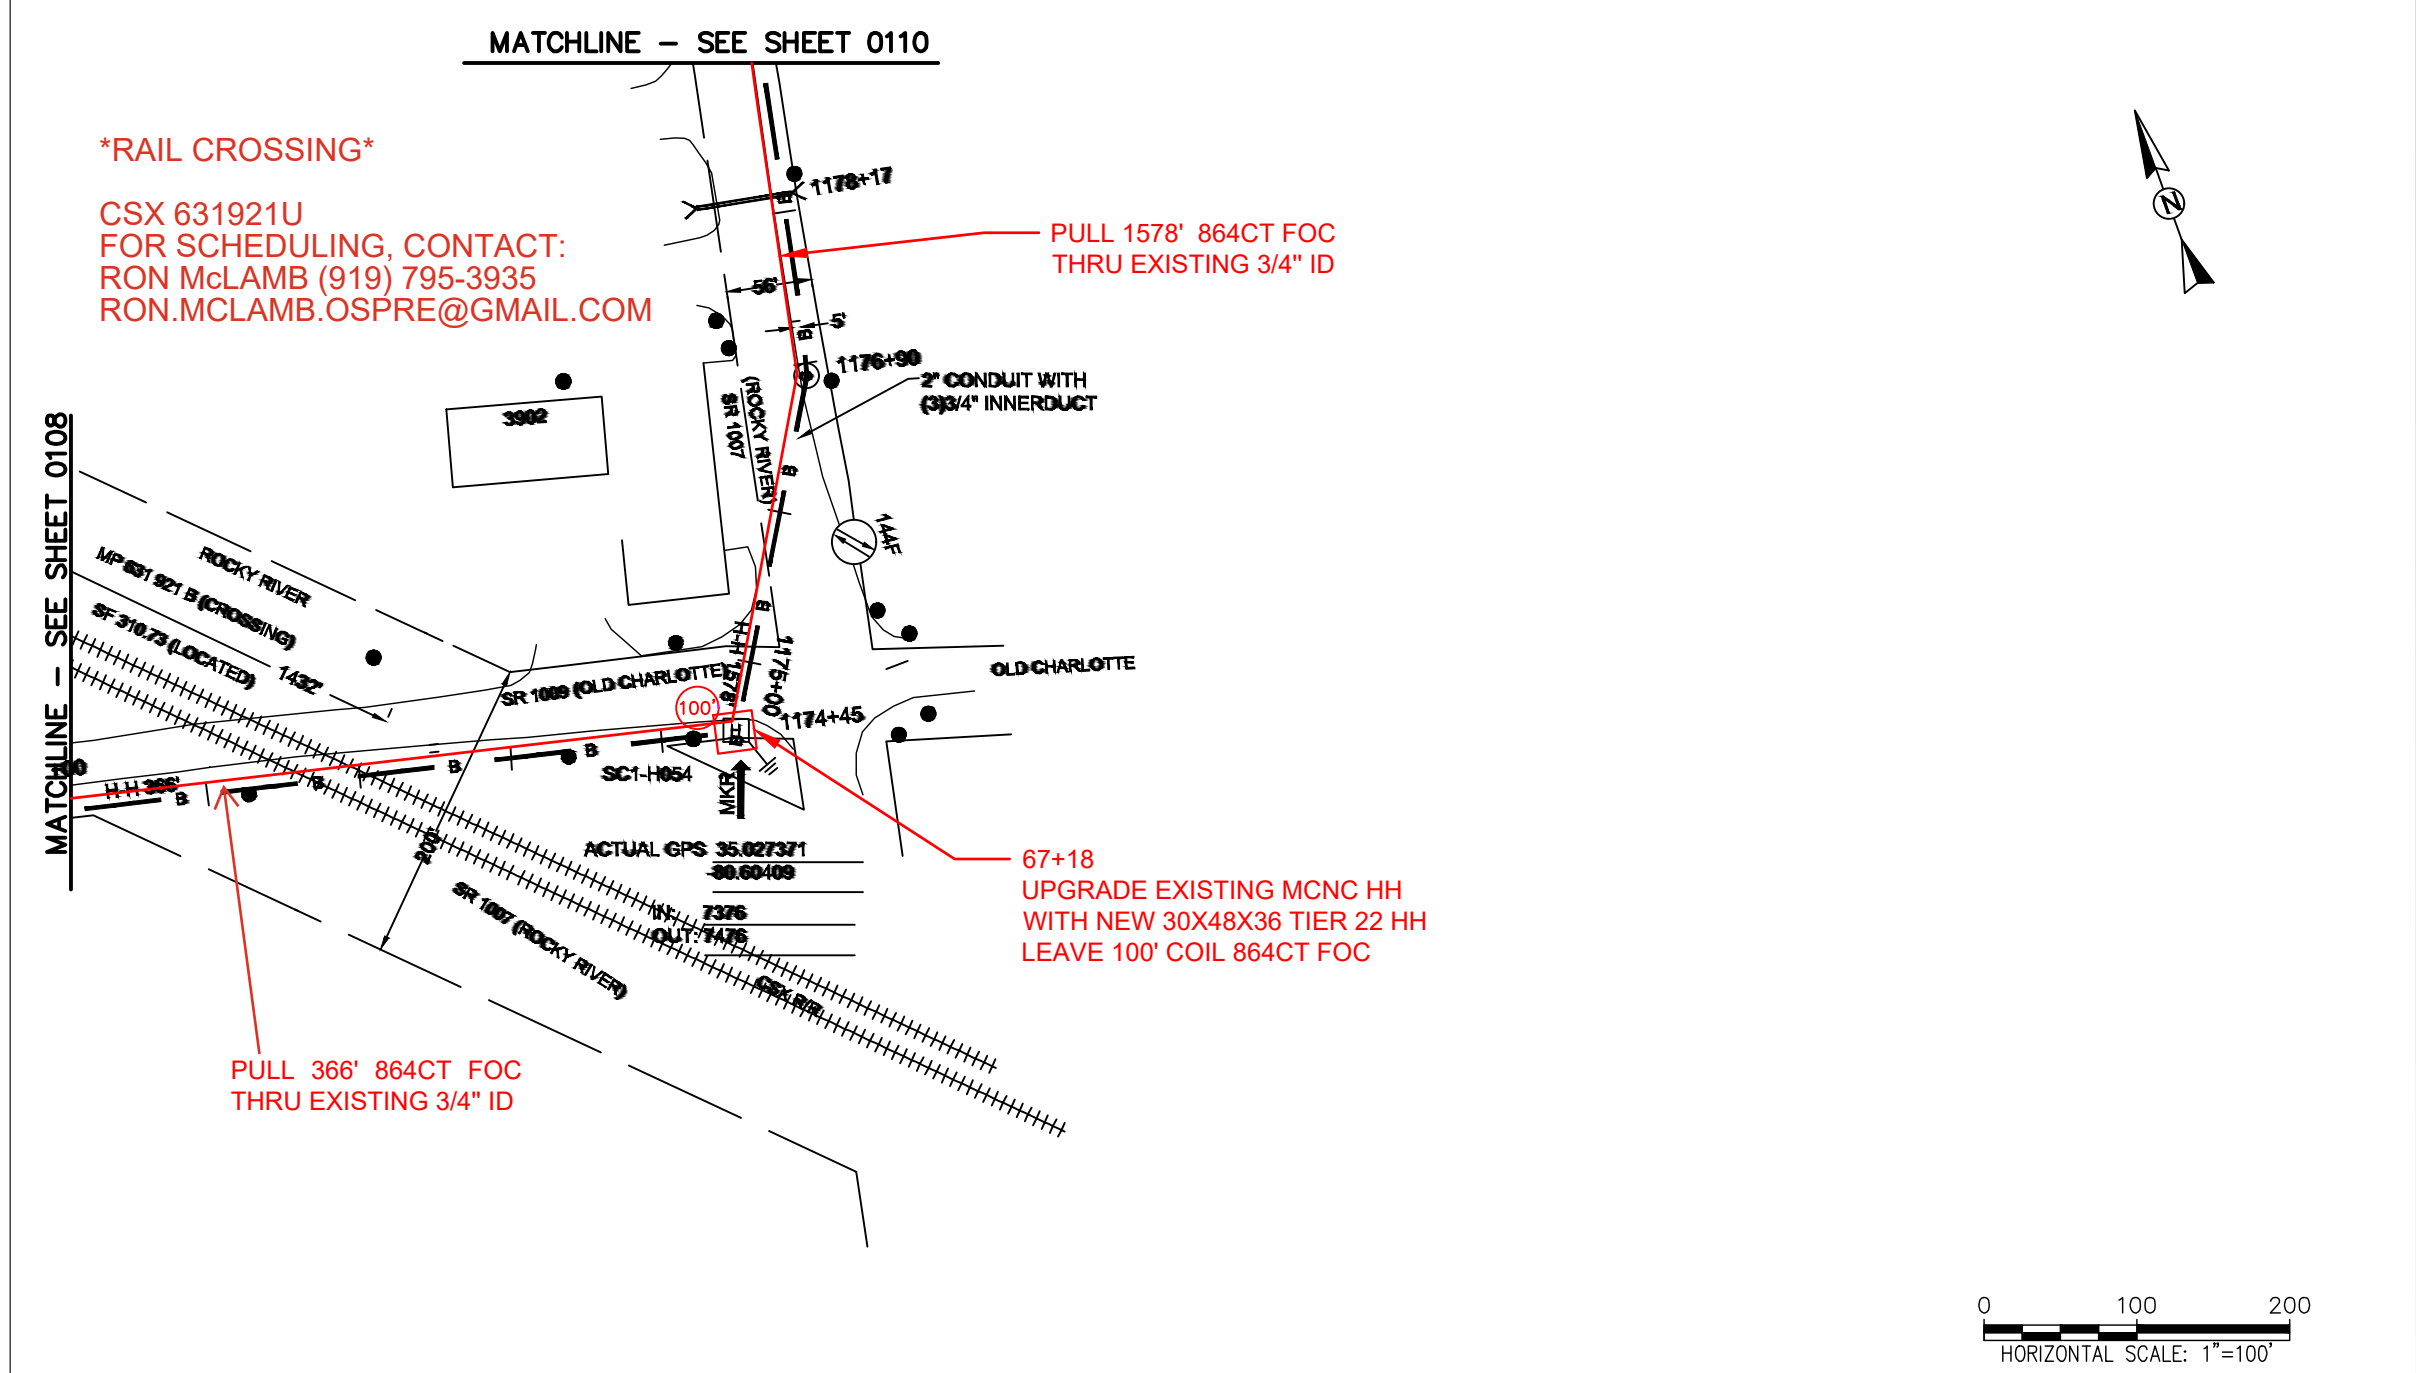 MATCHLINE – SEE SHEET 0110
*RAIL CROSSING*
CSX 631921U
FOR SCHEDULING, CONTACT:
RON McLAMB (919) 795-3935
RON.MCLAMB.OSPRE@GMAIL.COM
1178+17
B
N
PULL 1578' 864CT FOC
THRU EXISTING 3/4" ID
56'
5'
B
1176+90
2" CONDUIT WITH
(3)3/4" INNERDUCT
3902
(ROCKY RIVER)
SR 1007
B
144F
MATCHLINE – SEE SHEET 0108
ROCKY RIVER
MP 631 921 B (CROSSING)
SF 310.73 (LOCATED)
1432'
B
H-H 1578'
1175+00
OLD CHARLOTTE
SR 1009 (OLD CHARLOTTE)
100'
1174+45
H
B
B
B
B
+00
H-H 366'
SC1-H054
MKR
200'
ACTUAL GPS 35.027371
-80.60409
IN: 7376
OUT: 7476
67+18
UPGRADE EXISTING MCNC HH
WITH NEW 30X48X36 TIER 22 HH
LEAVE 100' COIL 864CT FOC
SR 1007 (ROCKY RIVER)
CSX R/R
PULL 366' 864CT FOC
THRU EXISTING 3/4" ID
0 100 200
HORIZONTAL SCALE: 1"=100'